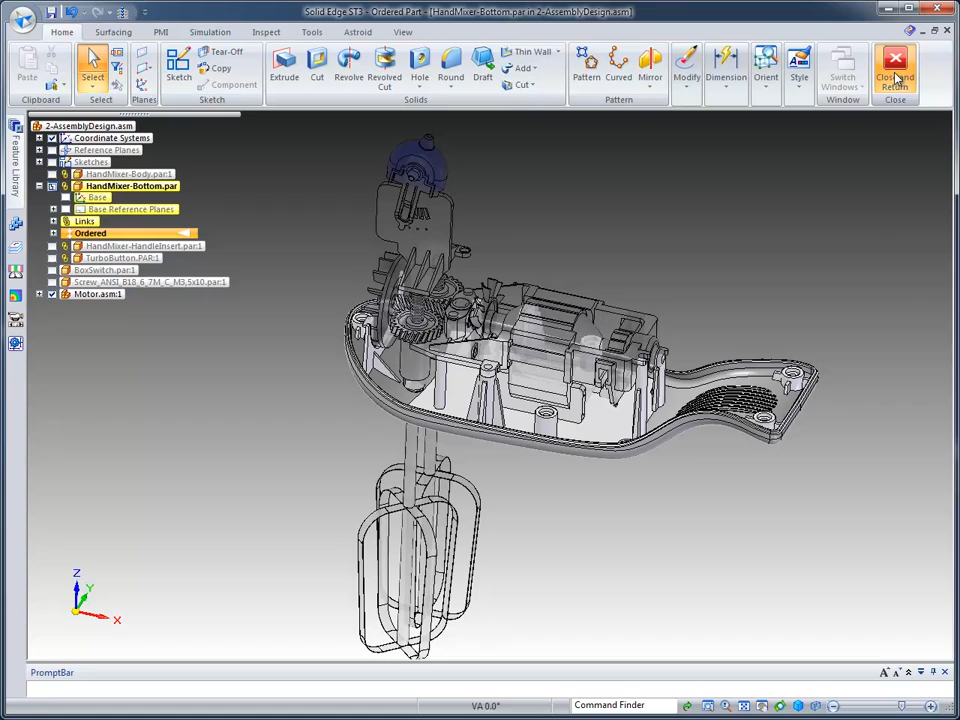 Solid Edge ST3 - Ordered Part - [HandMixer-Bottom.par in 2-AssemblyDesign.asm]
Home Surfacing PMI Simulation Inspect Tools Astroid View
Paste
Select
Sketch
Tear-Off
Copy
Component
Extrude Cut Revolve Revolved Cut Hole Round Draft
Thin Wall
Add
Cut
Pattern Curved Mirror
Modify
Dimension
Orient
Style
Switch Windows
Close and Return
Clipboard Select Planes Sketch Solids Pattern Window Close
Feature Library
2-AssemblyDesign.asm
Coordinate Systems
Reference Planes
Sketches
HandMixer-Body.par:1
HandMixer-Bottom.par
Base
Base Reference Planes
Links
Ordered
HandMixer-HandleInsert.par:1
TurboButton.PAR:1
BoxSwitch.par:1
Screw_ANSI_B18_6_7M_C_M3,5x10.par:1
Motor.asm:1
Z
Y
X
PromptBar
VA 0.0°
Command Finder